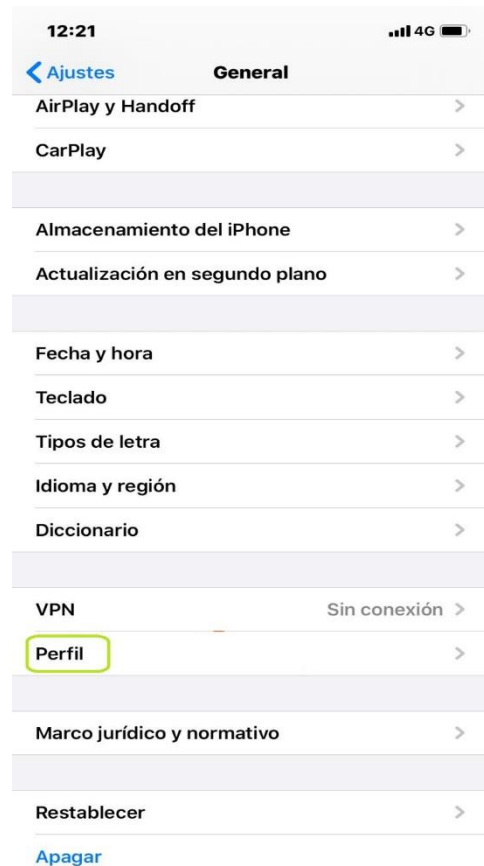 12:21
4G
Ajustes
General
AirPlay y Handoff
CarPlay
Almacenamiento del iPhone
Actualización en segundo plano
Fecha y hora
Teclado
Tipos de letra
Idioma y región
Diccionario
VPN Sin conexión
Perfil
Marco jurídico y normativo
Restablecer
Apagar